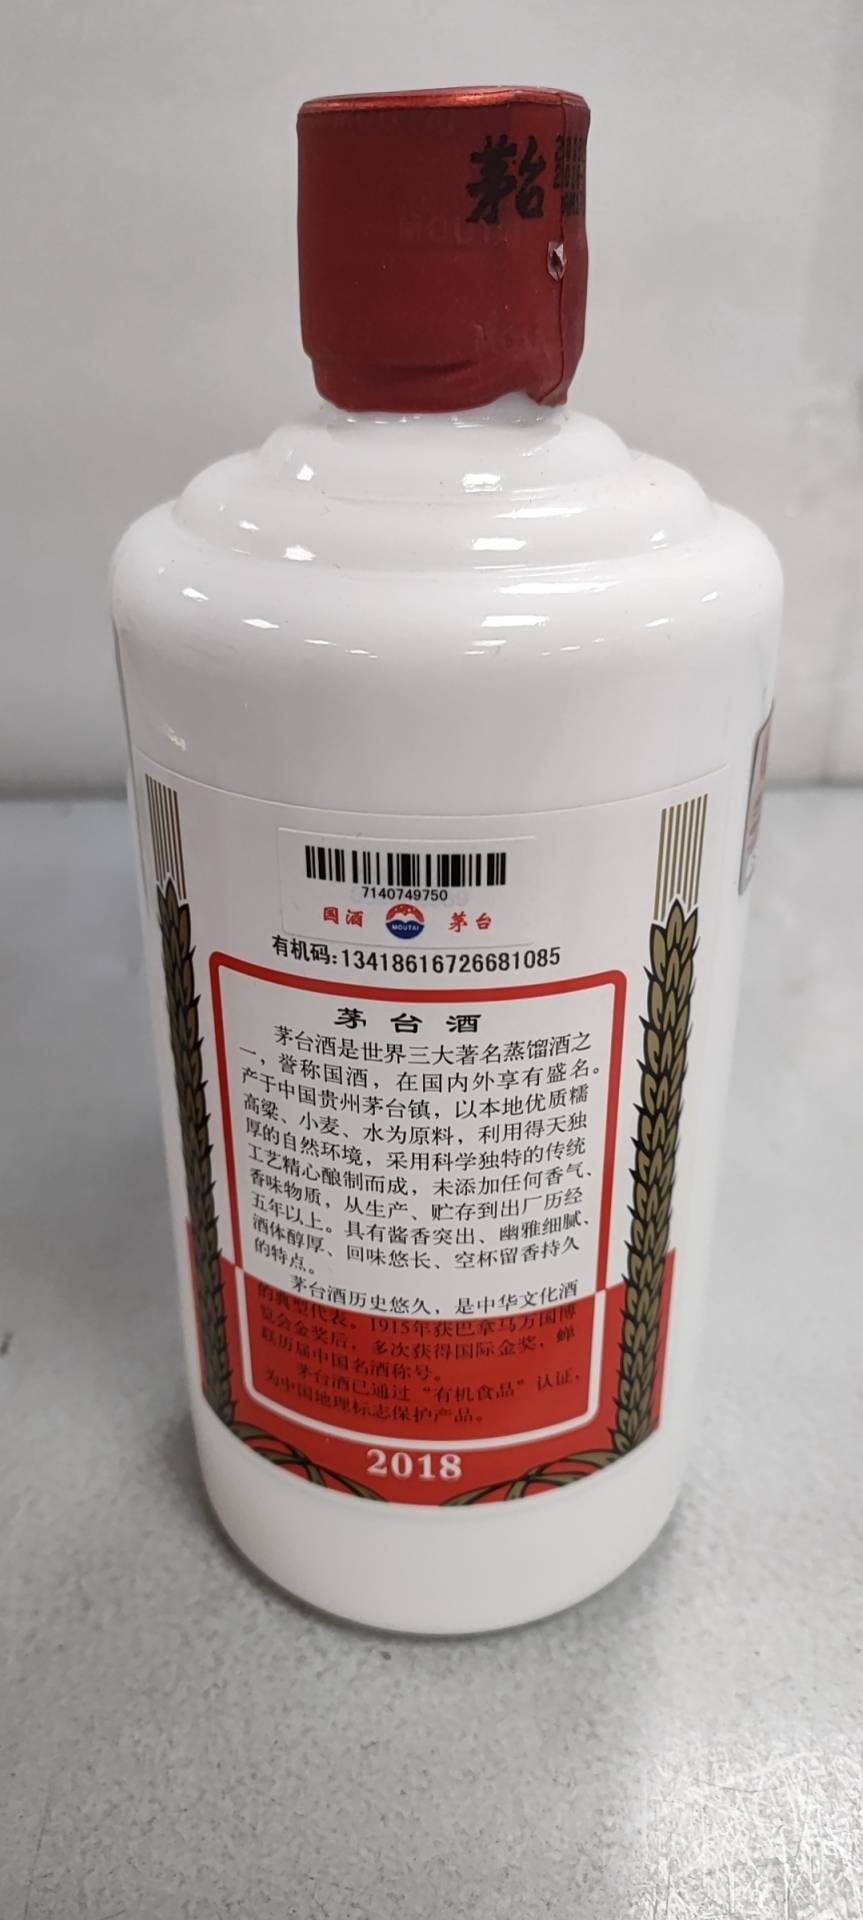 茅台
7140749750
国酒 MOUTAI 茅台
有机码:13418616726681085
茅台酒
茅台酒是世界三大著名蒸馏酒之
一，誉称国酒，在国内外享有盛名。
产于中国贵州茅台镇，以本地优质糯
高粱、小麦、水为原料，利用得天独
厚的自然环境，采用科学独特的传统
工艺精心酿制而成，未添加任何香气、
香味物质，从生产、贮存到出厂历经
五年以上。具有酱香突出、幽雅细腻、
酒体醇厚、回味悠长、空杯留香持久
的特点。
茅台酒历史悠久，是中华文化酒
的典型代表。1915年获巴拿马万国博
览会金奖后，多次获得国际金奖，蝉
联历届中国名酒称号。
茅台酒已通过“有机食品”认证，
为中国地理标志保护产品。
2018